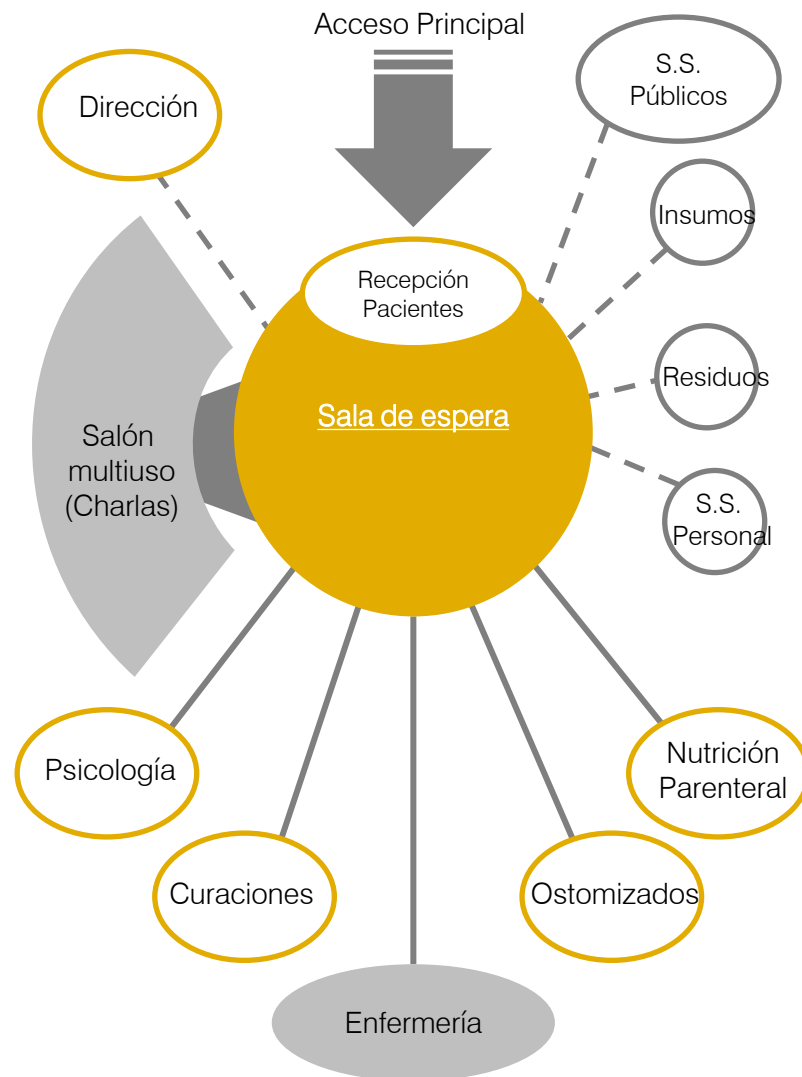 Acceso Principal
Dirección
S.S.
Públicos
Insumos
Recepción
Pacientes
Residuos
Sala de espera
Salón
multiuso
(Charlas)
S.S.
Personal
Psicología
Nutrición
Parenteral
Curaciones
Ostomizados
Enfermería